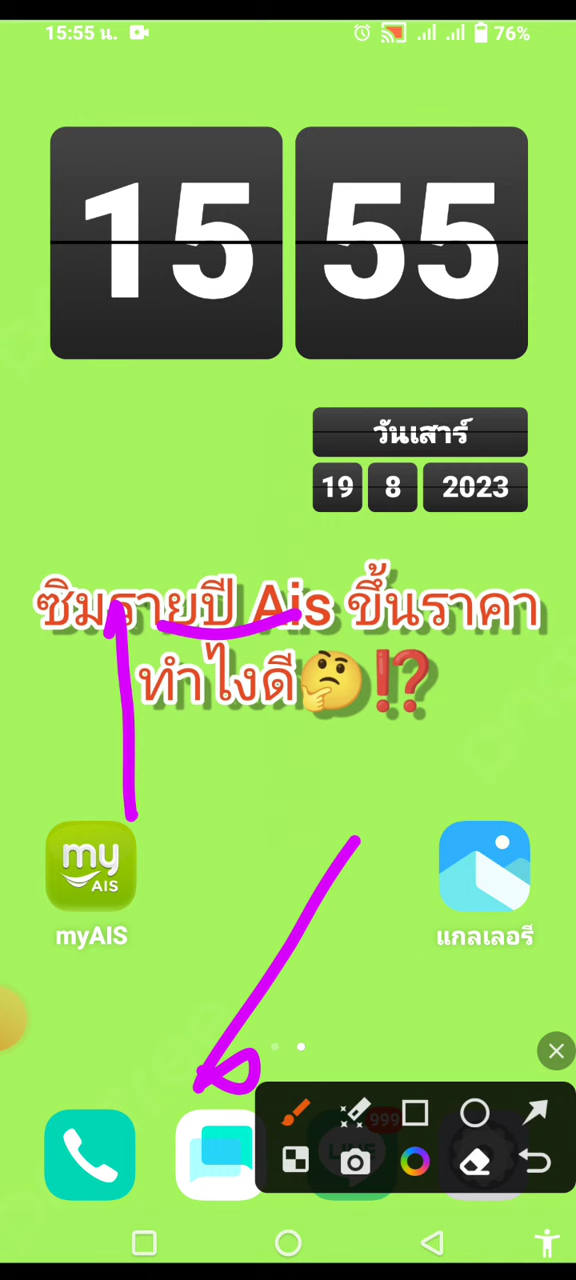 15:55 น. 76%
15 55
วันเสาร์
19 8 2023
ซิมรายปี Ais ขึ้นราคา
ทำไงดี🤔⁉️
my
AIS
myAIS แกลเลอรี
999
LINE